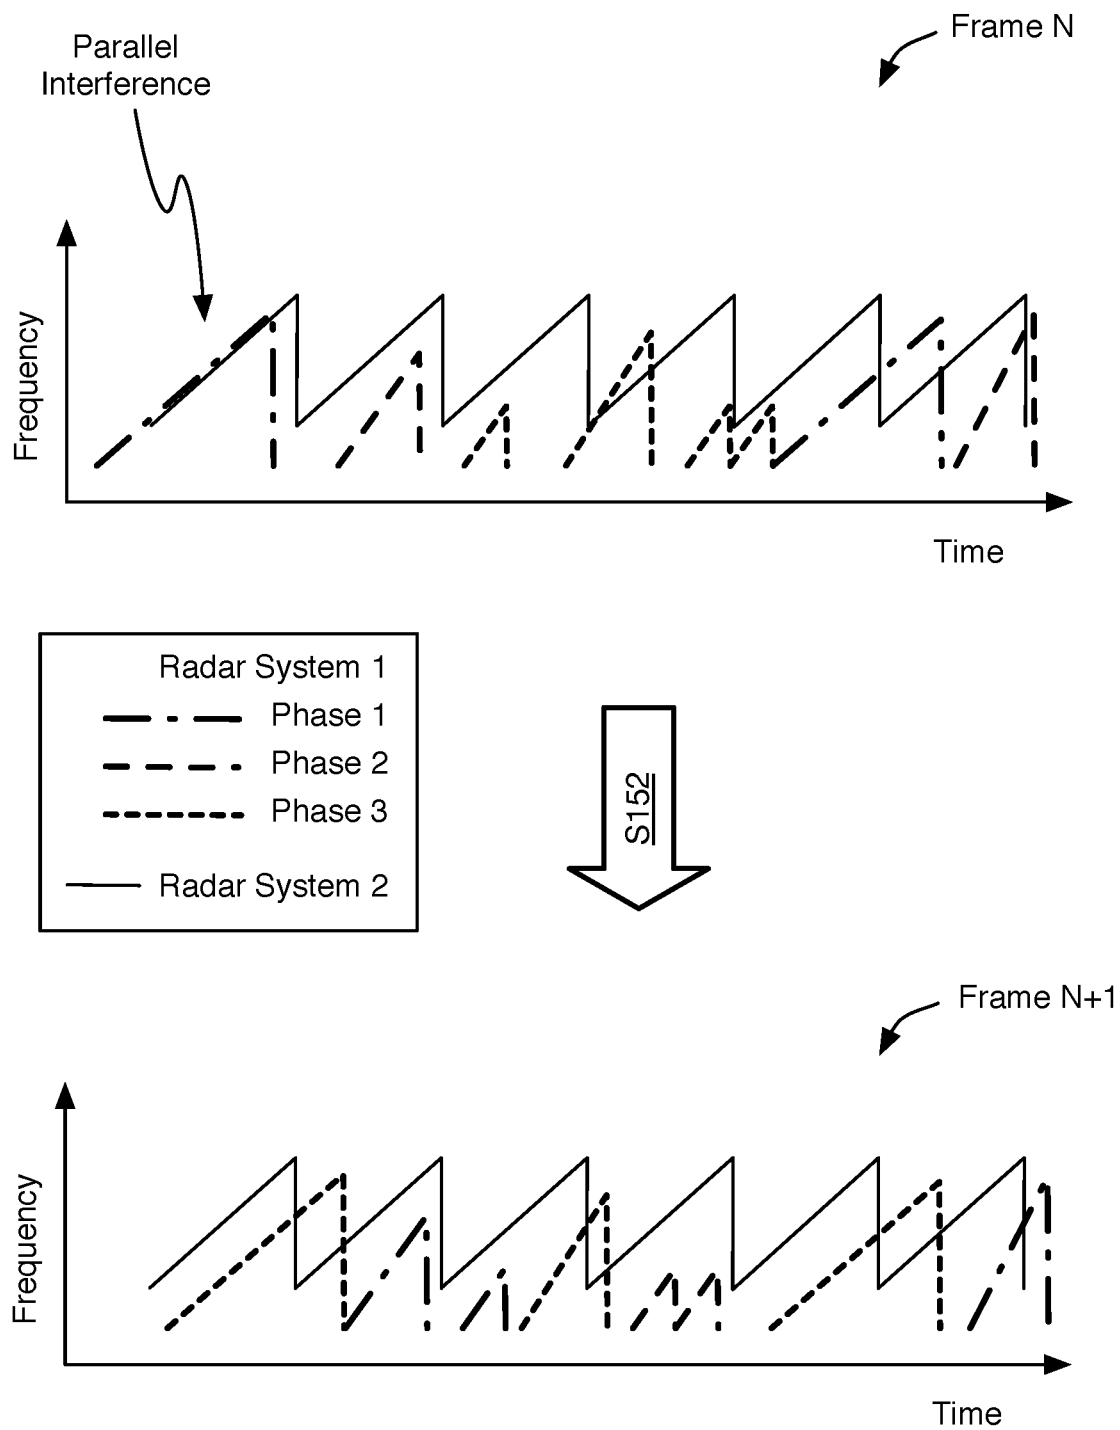 Frame N
Parallel
Interference
Frequency
Time
Radar System 1
Phase 1
Phase 2
Phase 3
Radar System 2
S152
Frame N+1
Frequency
Time